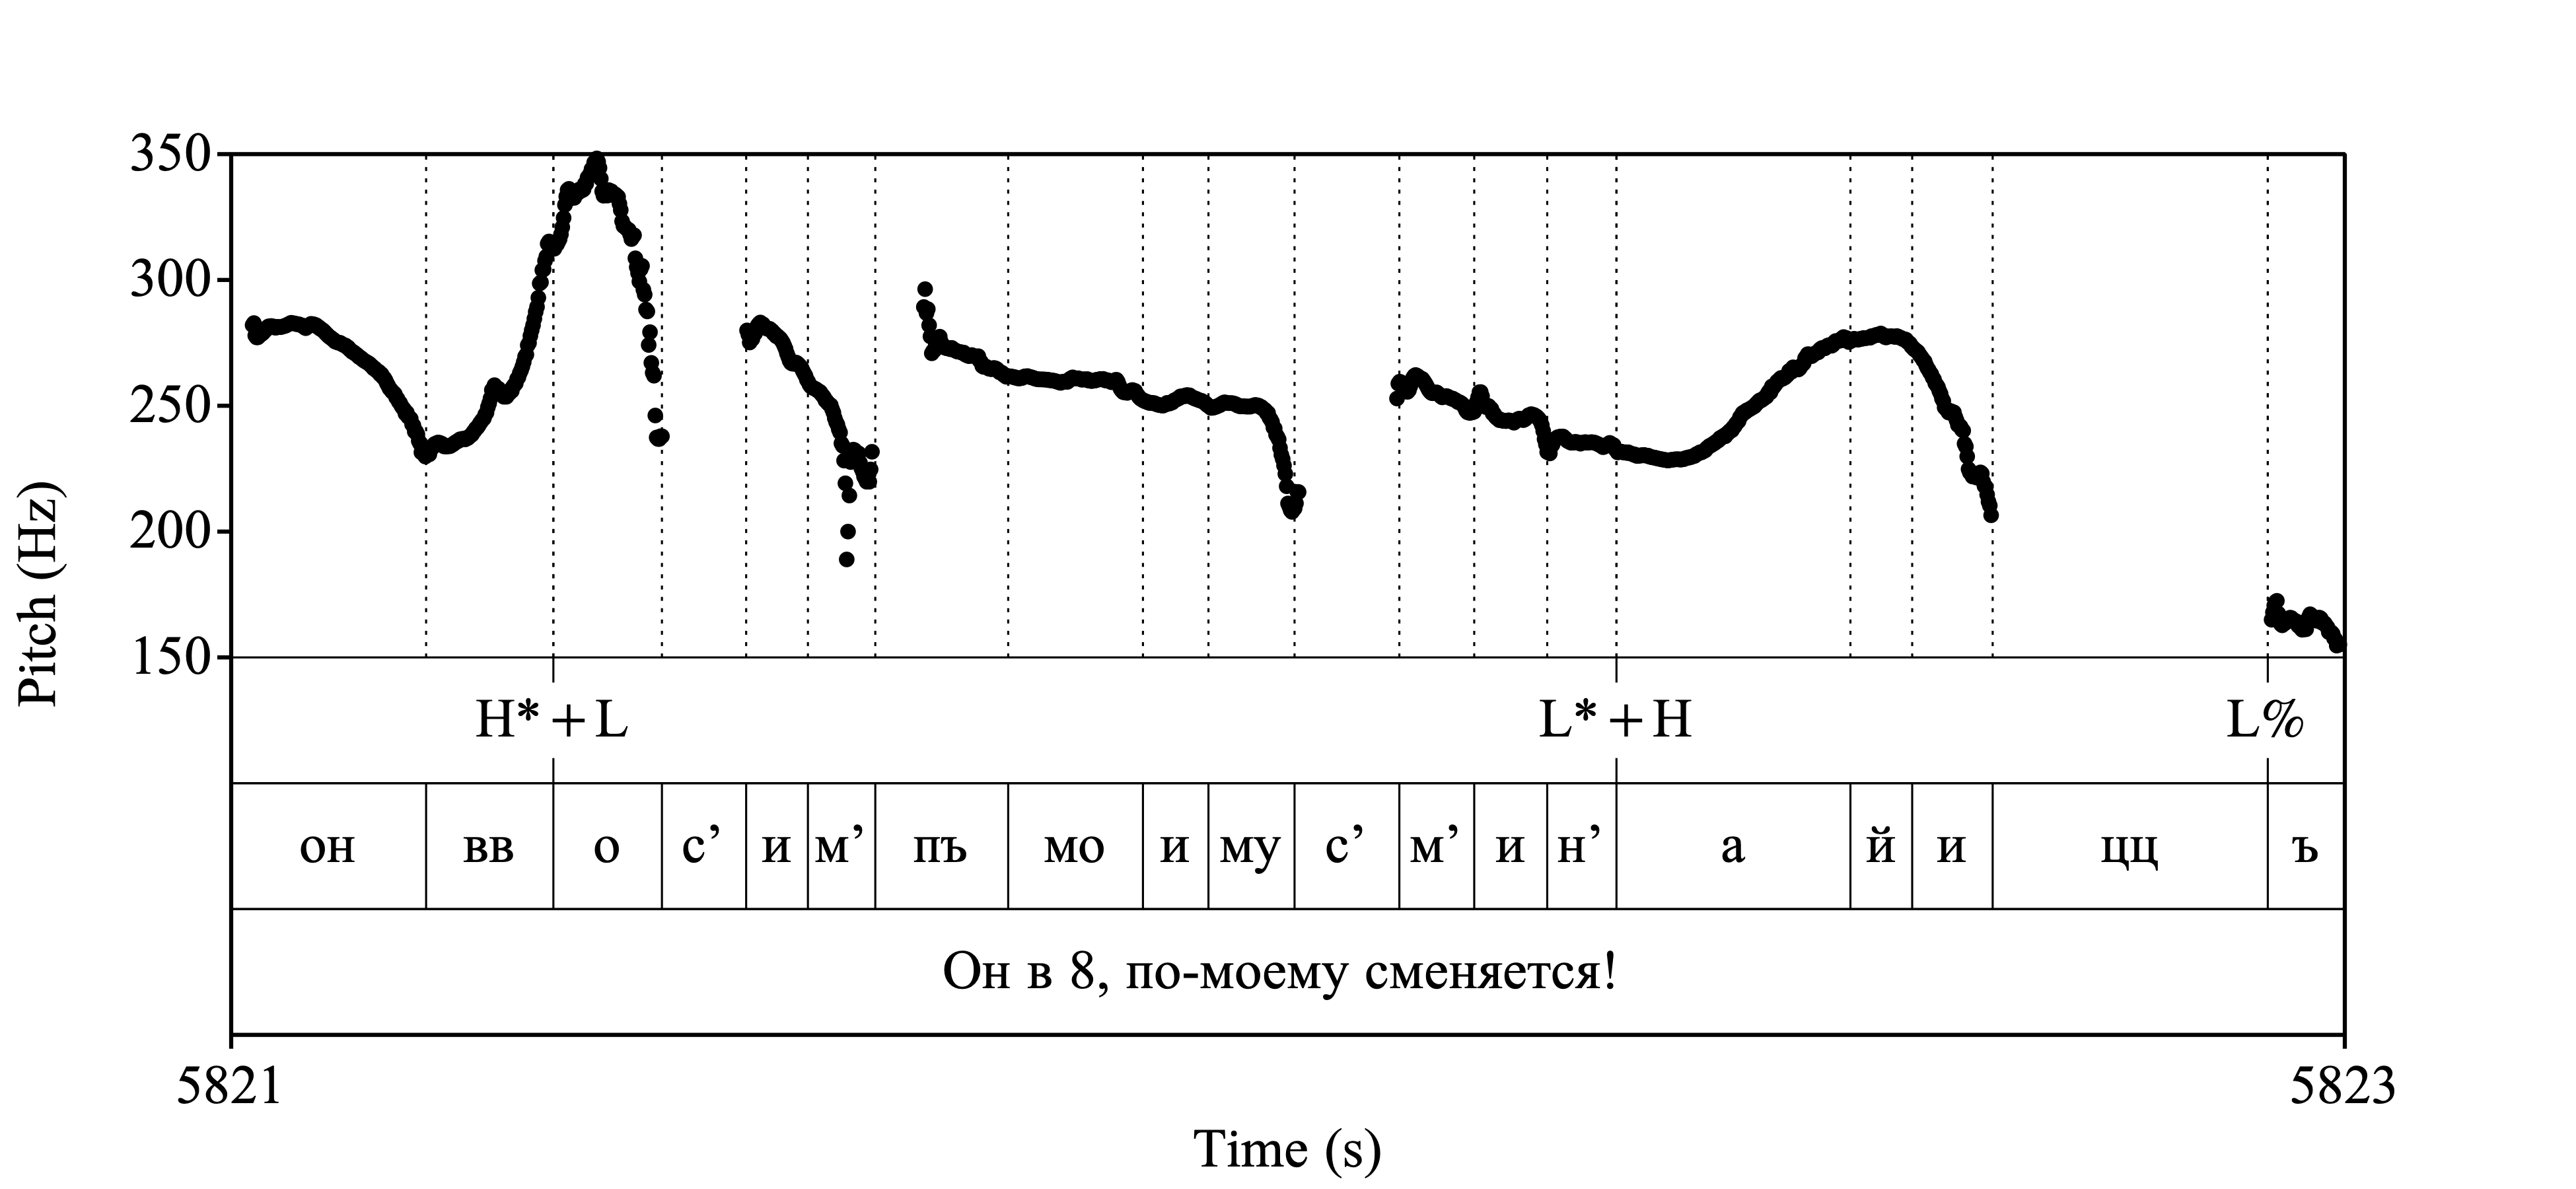 350
300
250
200
150
Pitch (Hz)
H*+L L*+H L%
он вв о с’ и м’ пъ мо и му с’ м’ и н’ а й и цц ъ
Он в 8, по-моему сменяется!
5821 5823
Time (s)